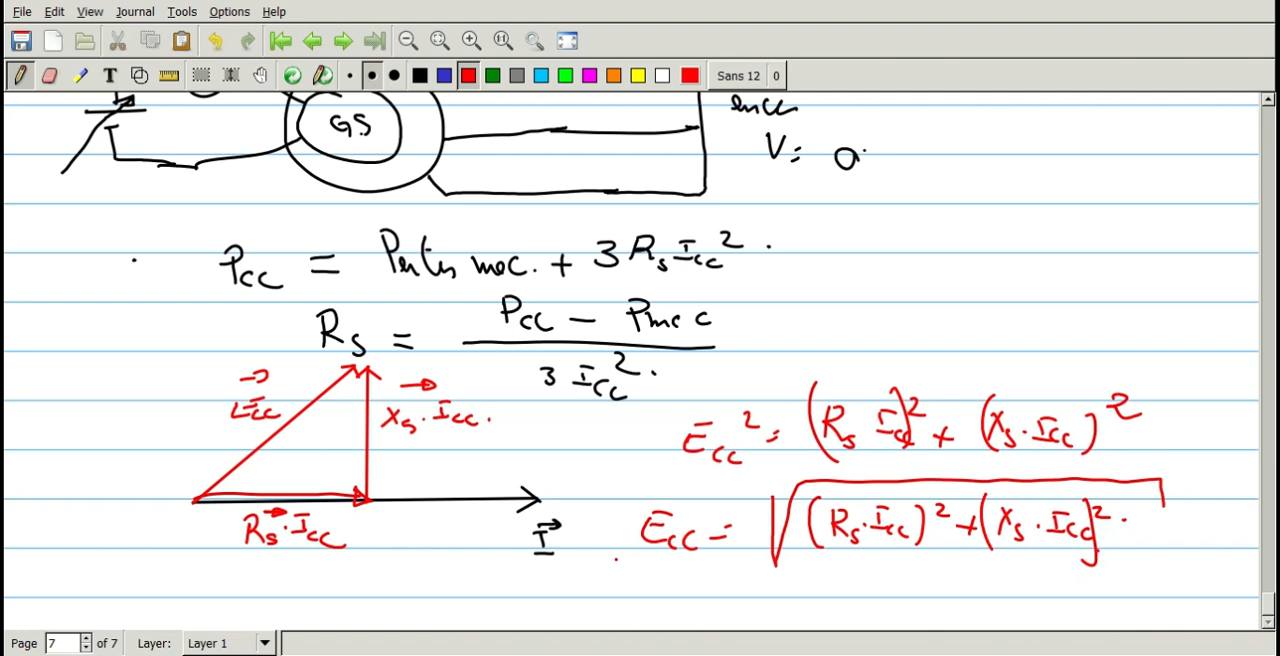 File Edit View Journal Tools Options Help
Sans 12 0
GS
V = 0
Pcc = Pertes mec. + 3 Rs Icc².
Rs = (Pcc - Pmec) / 3 Icc².
Ecc
Xs . Icc.
Rs . Icc
I
Ecc² = (Rs Icc)² + (Xs . Icc)²
Ecc = √((Rs . Icc)² + (Xs . Icc)².
Page 7 of 7 Layer: Layer 1